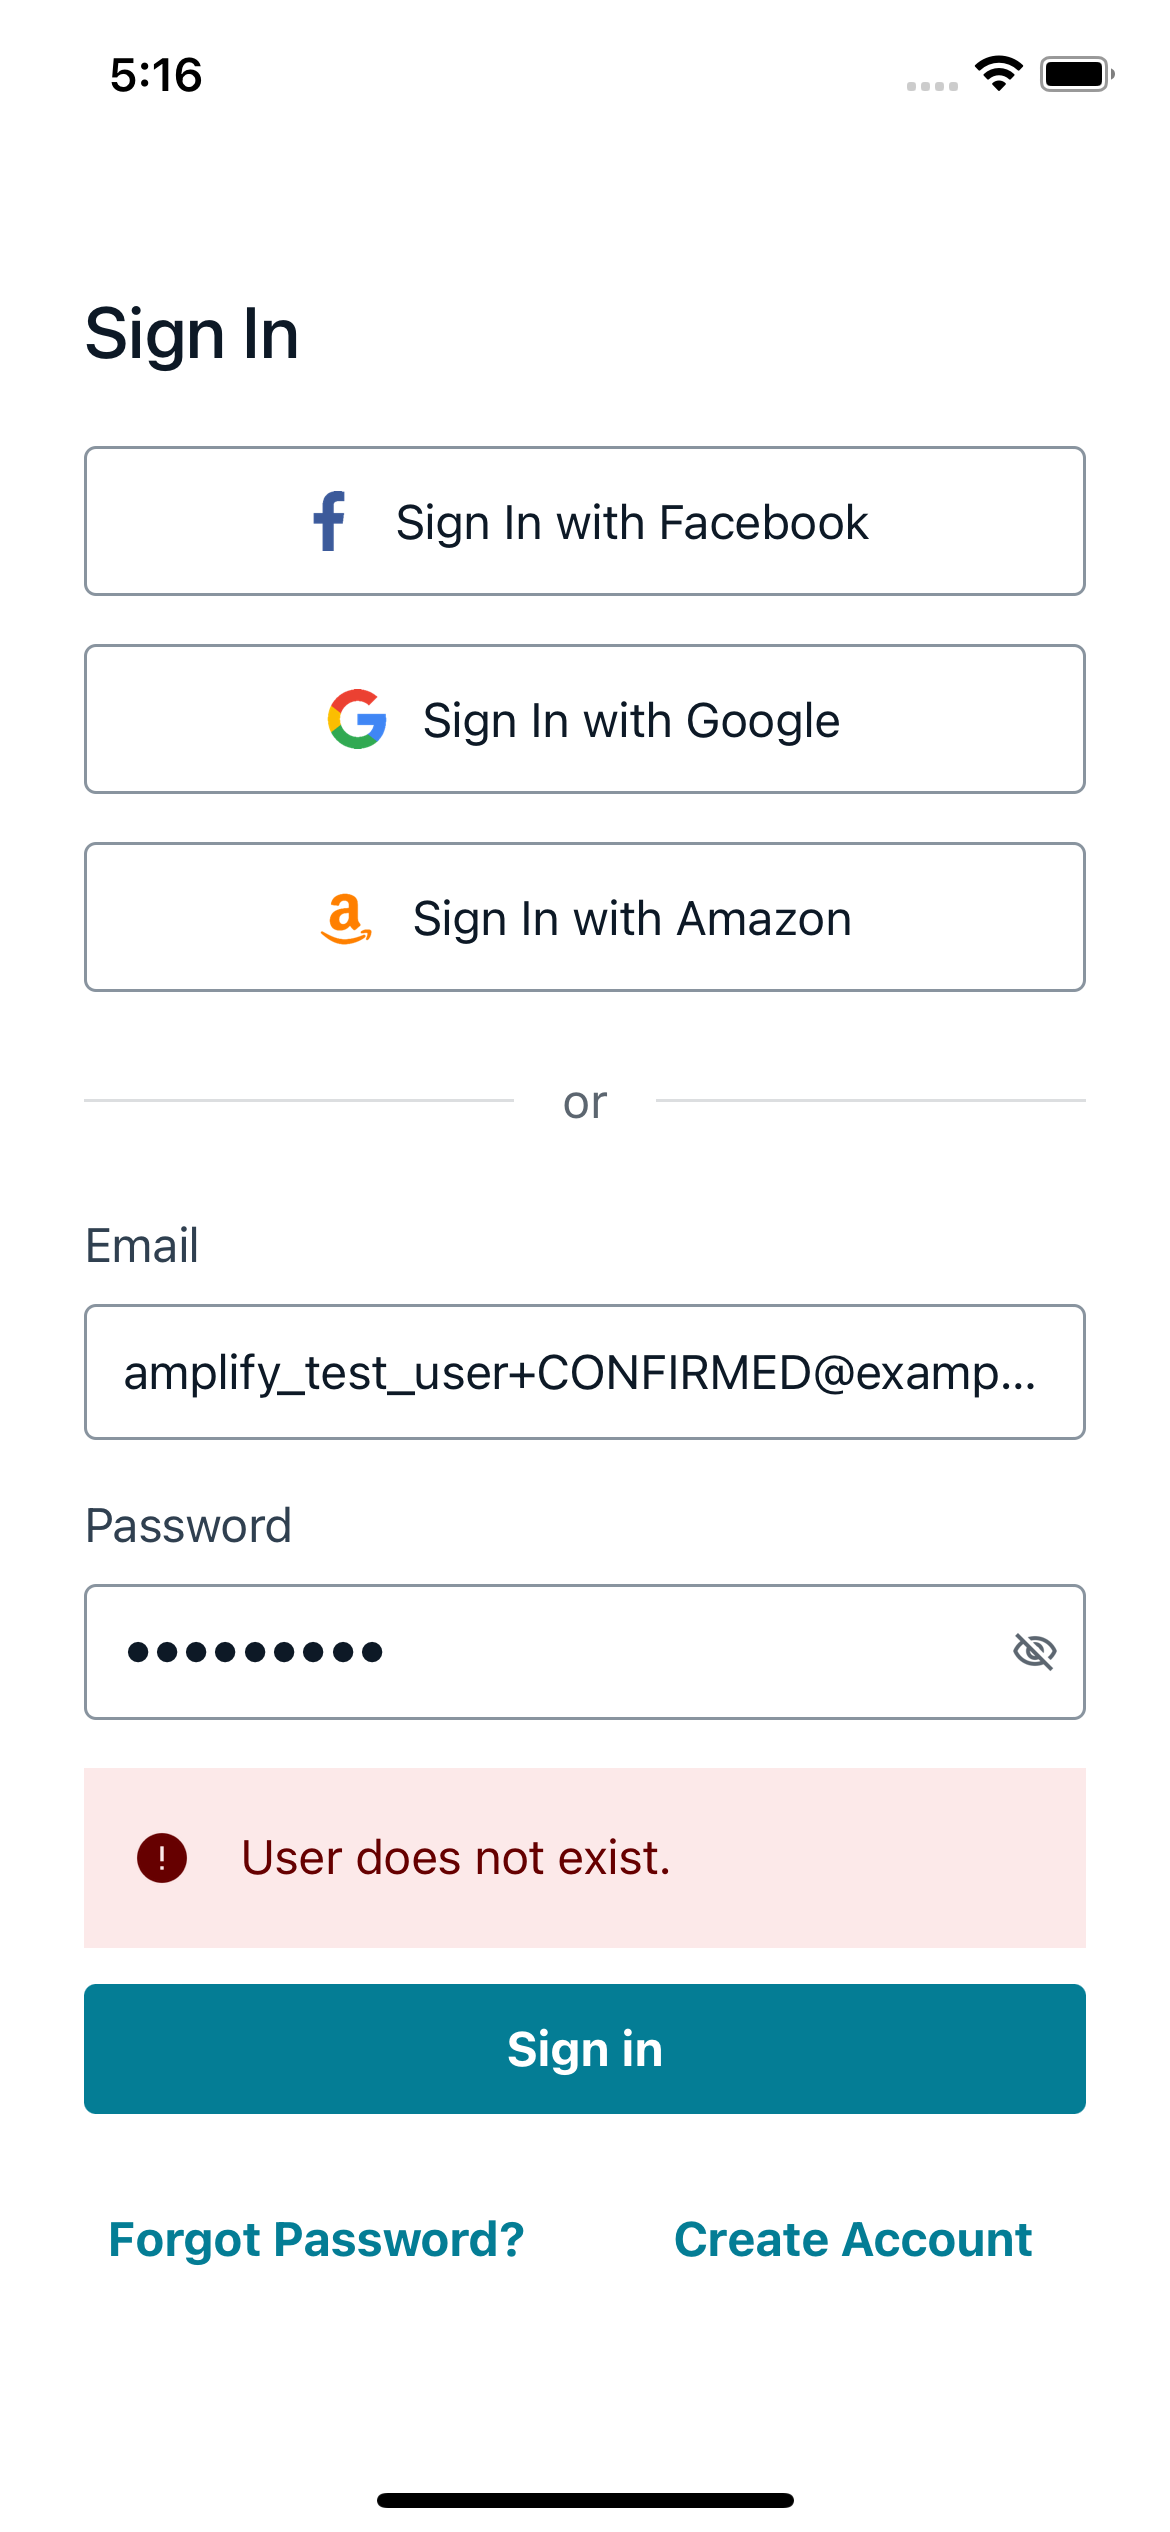 5:16
Sign In
Sign In with Facebook
Sign In with Google
Sign In with Amazon
or
Email
amplify_test_user+CONFIRMED@examp...
Password
User does not exist.
Sign in
Forgot Password? Create Account